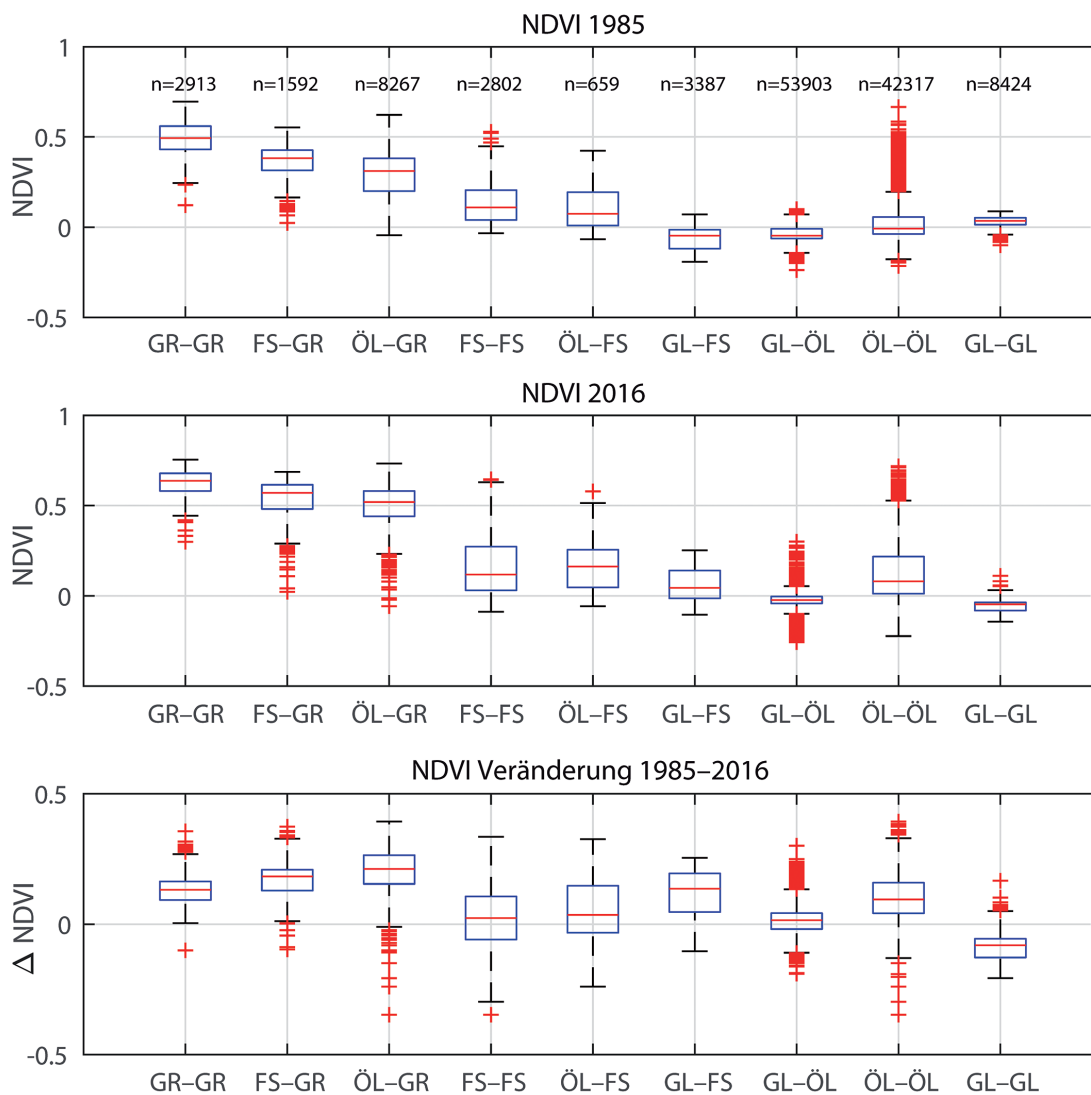 NDVI 1985
1
n=2913 n=1592 n=8267 n=2802 n=659 n=3387 n=53903 n=42317 n=8424
0.5
NDVI
0
-0.5
GR–GR FS–GR ÖL–GR FS–FS ÖL–FS GL–FS GL–ÖL ÖL–ÖL GL–GL
NDVI 2016
1
0.5
NDVI
0
-0.5
GR–GR FS–GR ÖL–GR FS–FS ÖL–FS GL–FS GL–ÖL ÖL–ÖL GL–GL
NDVI Veränderung 1985–2016
0.5
Δ NDVI
0
-0.5
GR–GR FS–GR ÖL–GR FS–FS ÖL–FS GL–FS GL–ÖL ÖL–ÖL GL–GL